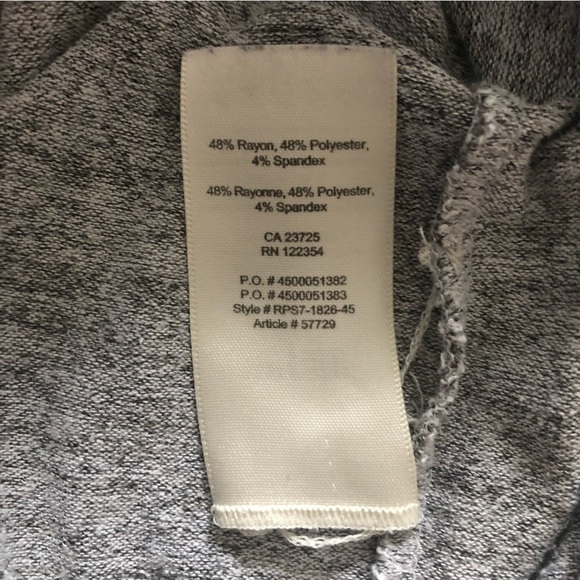 48% Rayon, 48% Polyester,
4% Spandex
48% Rayonne, 48% Polyester,
4% Spandex
CA 23725
RN 122354
P.O. # 4500051382
P.O. # 4500051383
Style # RPS7-1826-45
Article # 57729